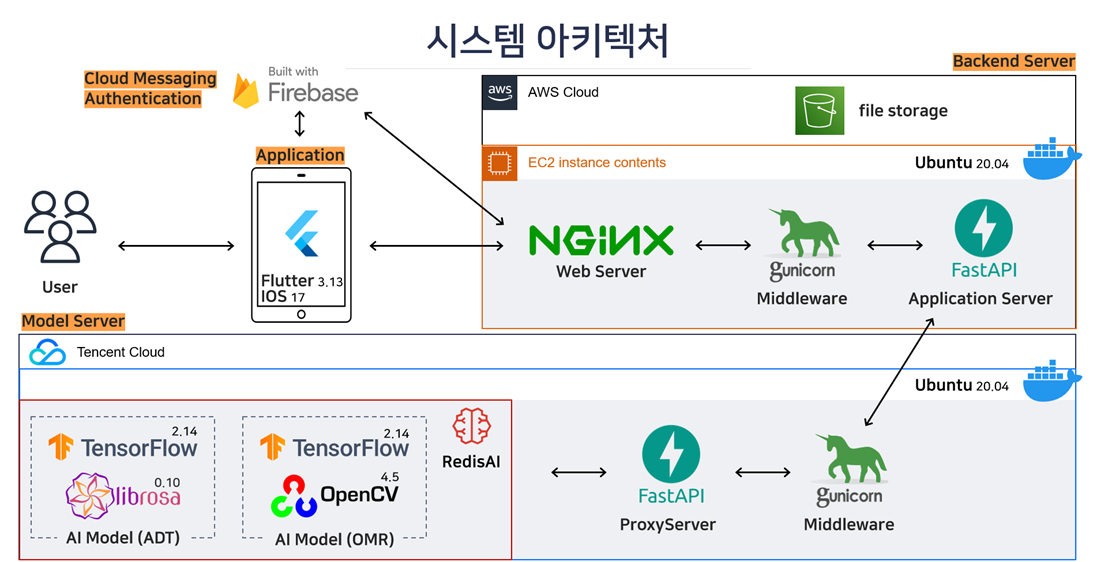 시스템 아키텍처
Cloud Messaging
Authentication
Built with
Firebase
Backend Server
aws
AWS Cloud
file storage
Application
EC2 instance contents
Ubuntu 20.04
Flutter 3.13
IOS 17
User
NGINX
Web Server
gunicorn
Middleware
FastAPI
Application Server
Model Server
Tencent Cloud
Ubuntu 20.04
2.14
TensorFlow
0.10
librosa
AI Model (ADT)
2.14
TensorFlow
4.5
OpenCV
AI Model (OMR)
RedisAI
FastAPI
ProxyServer
gunicorn
Middleware